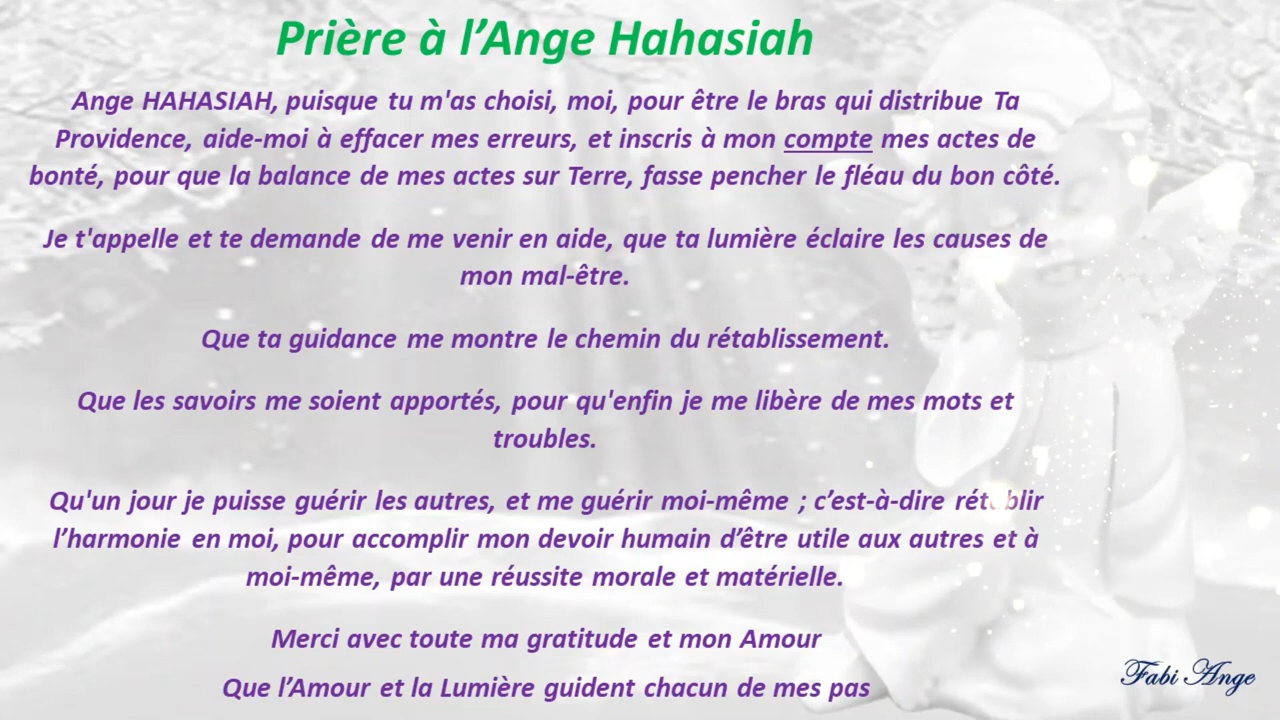 Prière à l’Ange Hahasiah
Ange HAHASIAH, puisque tu m'as choisi, moi, pour être le bras qui distribue Ta
Providence, aide-moi à effacer mes erreurs, et inscris à mon compte mes actes de
bonté, pour que la balance de mes actes sur Terre, fasse pencher le fléau du bon côté.
Je t'appelle et te demande de me venir en aide, que ta lumière éclaire les causes de
mon mal-être.
Que ta guidance me montre le chemin du rétablissement.
Que les savoirs me soient apportés, pour qu'enfin je me libère de mes mots et
troubles.
Qu'un jour je puisse guérir les autres, et me guérir moi-même ; c’est-à-dire rétablir
l’harmonie en moi, pour accomplir mon devoir humain d’être utile aux autres et à
moi-même, par une réussite morale et matérielle.
Merci avec toute ma gratitude et mon Amour
Que l’Amour et la Lumière guident chacun de mes pas
Fabi Ange